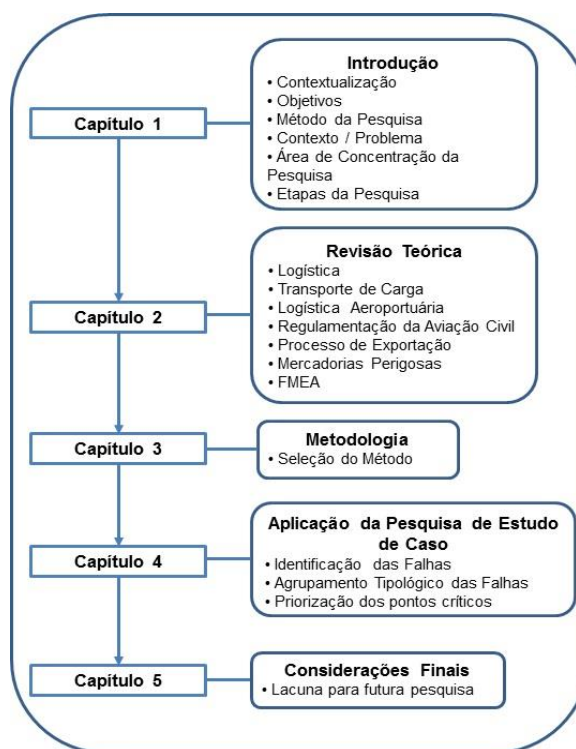 Capítulo 1
Introdução
• Contextualização
• Objetivos
• Método da Pesquisa
• Contexto / Problema
• Área de Concentração da
Pesquisa
• Etapas da Pesquisa
Capítulo 2
Revisão Teórica
• Logística
• Transporte de Carga
• Logística Aeroportuária
• Regulamentação da Aviação Civil
• Processo de Exportação
• Mercadorias Perigosas
• FMEA
Capítulo 3
Metodologia
• Seleção do Método
Capítulo 4
Aplicação da Pesquisa de Estudo
de Caso
• Identificação das Falhas
• Agrupamento Tipológico das Falhas
• Priorização dos pontos críticos
Capítulo 5
Considerações Finais
• Lacuna para futura pesquisa